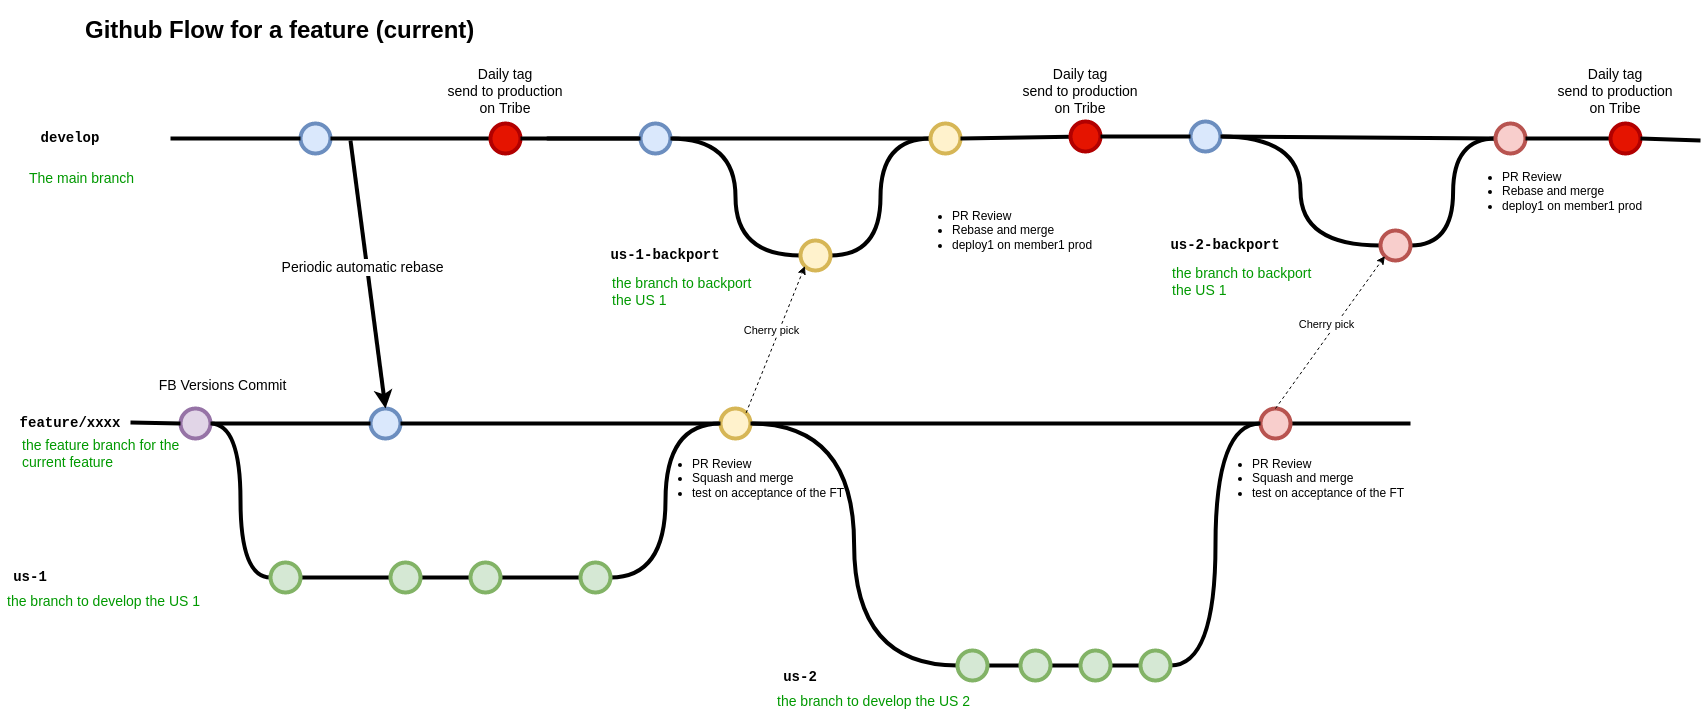 Github Flow for a feature (current)
Daily tag
send to production
on Tribe
Daily tag
send to production
on Tribe
Daily tag
send to production
on Tribe
develop
The main branch
PR Review
Rebase and merge
deploy1 on member1 prod
PR Review
Rebase and merge
deploy1 on member1 prod
us-1-backport
the branch to backport
the US 1
us-2-backport
the branch to backport
the US 1
Periodic automatic rebase
Cherry pick
Cherry pick
FB Versions Commit
feature/xxxx
the feature branch for the
current feature
PR Review
Squash and merge
test on acceptance of the FT
PR Review
Squash and merge
test on acceptance of the FT
us-1
the branch to develop the US 1
us-2
the branch to develop the US 2